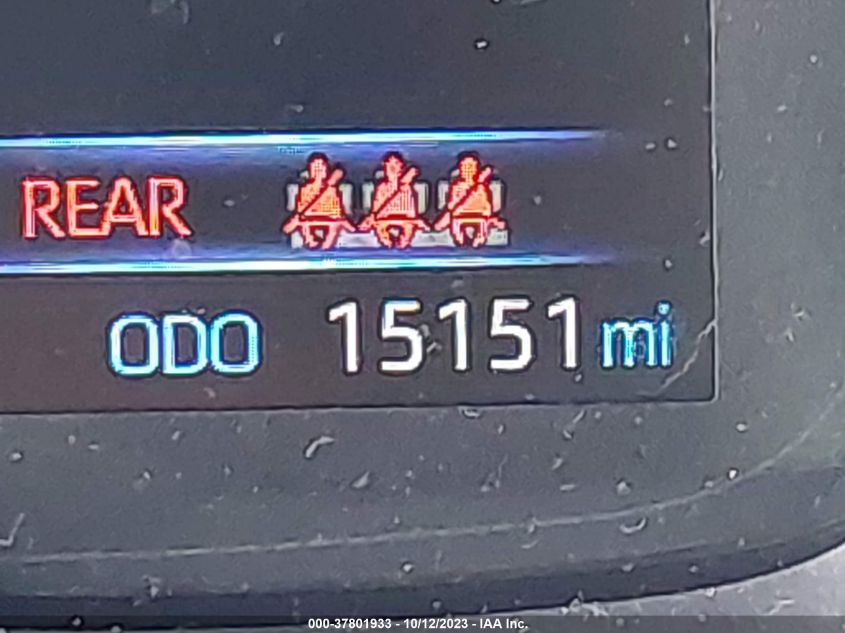 REAR
ODO 15151 mi
000-37801933 - 10/12/2023 - IAA Inc.